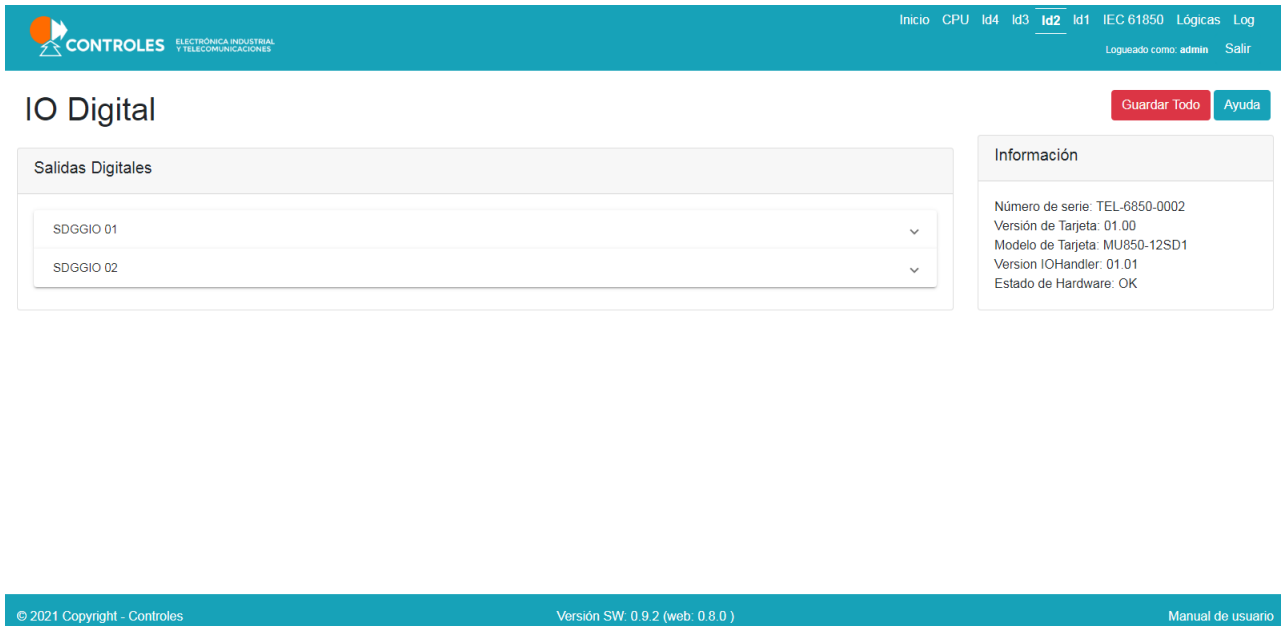 Inicio CPU Id4 Id3 Id2 Id1 IEC 61850 Lógicas Log
CONTROLES ELECTRÓNICA INDUSTRIAL
Y TELECOMUNICACIONES
Logueado como: admin Salir
IO Digital
Guardar Todo Ayuda
Salidas Digitales
SDGGIO 01
SDGGIO 02
Información
Número de serie: TEL-6850-0002
Versión de Tarjeta: 01.00
Modelo de Tarjeta: MU850-12SD1
Version IOHandler: 01.01
Estado de Hardware: OK
© 2021 Copyright - Controles
Versión SW: 0.9.2 (web: 0.8.0 )
Manual de usuario